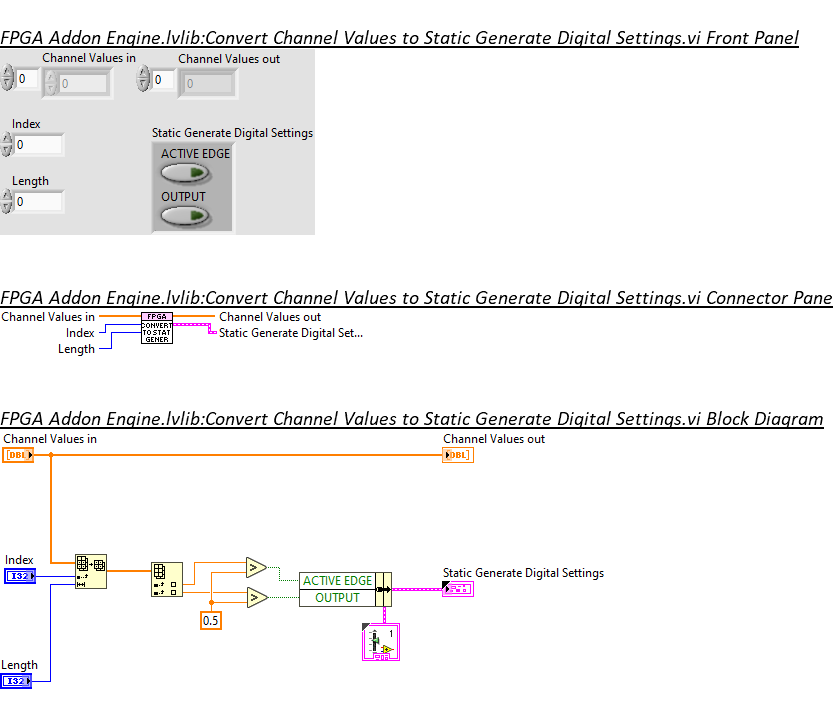 FPGA Addon Engine.lvlib:Convert Channel Values to Static Generate Digital Settings.vi Front Panel
Channel Values in
Channel Values out
0
0
0
0
Index
0
Static Generate Digital Settings
ACTIVE EDGE
Length
0
OUTPUT
FPGA Addon Engine.lvlib:Convert Channel Values to Static Generate Digital Settings.vi Connector Pane
Channel Values in
FPGA
Channel Values out
CONVERT
Index
TO STAT
Static Generate Digital Set...
GENER
Length
FPGA Addon Engine.lvlib:Convert Channel Values to Static Generate Digital Settings.vi Block Diagram
Channel Values in
Channel Values out
[DBL]
DBL]
Index
I32
Static Generate Digital Settings
>
ACTIVE EDGE
>
OUTPUT
0.5
1
Length
I32